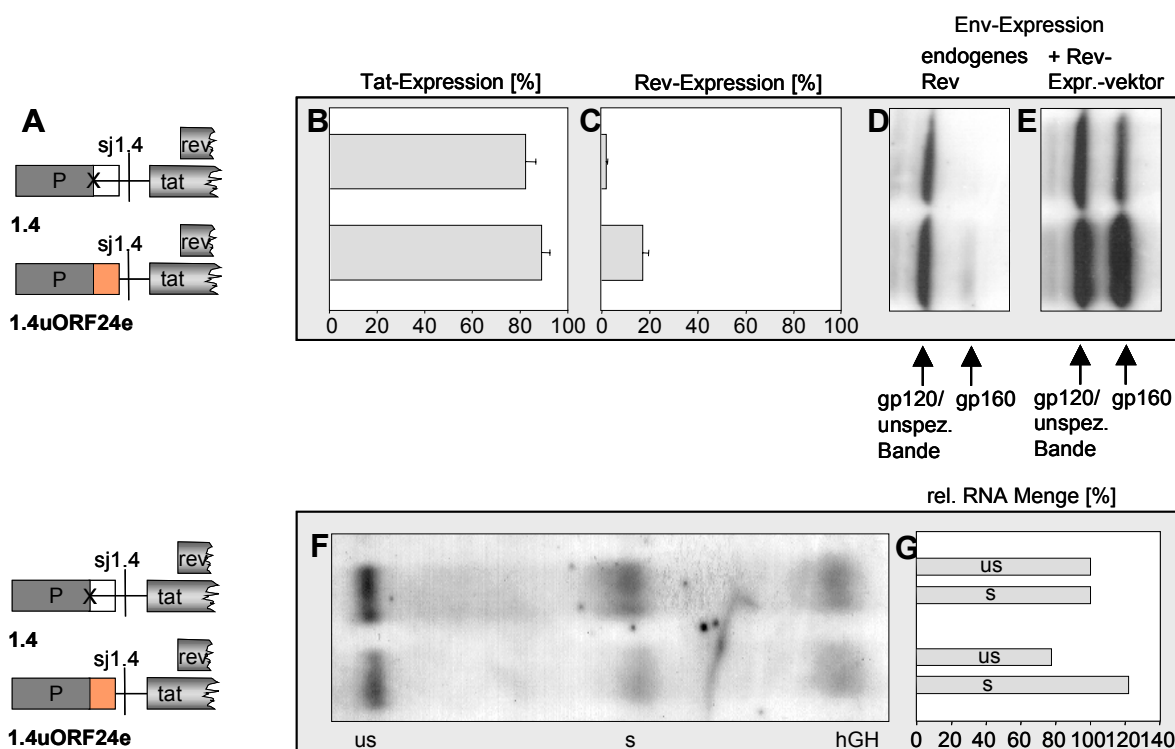 Env-Expression
endogenes + Rev-
Tat-Expression [%] Rev-Expression [%] Rev Expr.-vektor
A B C D E
sj1.4 rev
P X tat
1.4
sj1.4 rev
P tat
1.4uORF24e
0 20 40 60 80 100 0 20 40 60 80 100
gp120/ gp160 gp120/ gp160
unspez. unspez.
Bande Bande
rel. RNA Menge [%]
F G
sj1.4 rev us
P X tat s
1.4
sj1.4 rev us
P tat s
1.4uORF24e
us s hGH 0 20 40 60 80 100 120 140